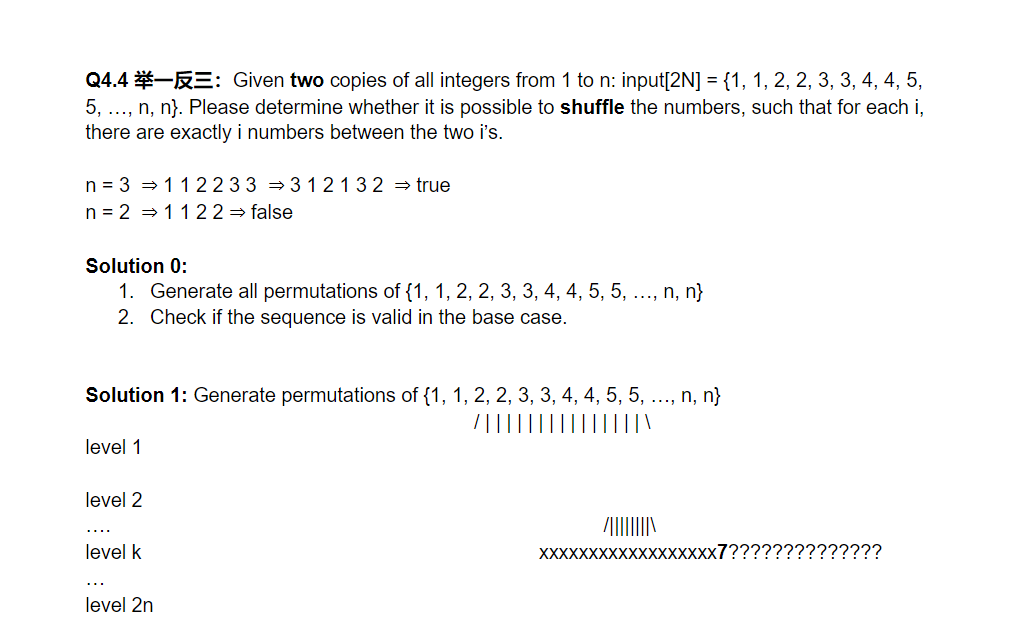 Q4.4 举一反三：Given two copies of all integers from 1 to n: input[2N] = {1, 1, 2, 2, 3, 3, 4, 4, 5,
5, …, n, n}. Please determine whether it is possible to shuffle the numbers, such that for each i,
there are exactly i numbers between the two i’s.
n = 3 ⇒ 1 1 2 2 3 3 ⇒ 3 1 2 1 3 2 ⇒ true
n = 2 ⇒ 1 1 2 2 ⇒ false
Solution 0:
1. Generate all permutations of {1, 1, 2, 2, 3, 3, 4, 4, 5, 5, …, n, n}
2. Check if the sequence is valid in the base case.
Solution 1: Generate permutations of {1, 1, 2, 2, 3, 3, 4, 4, 5, 5, …, n, n}
/ | | | | | | | | | | | | | | | \
level 1
level 2
…. /||||||||\
level k xxxxxxxxxxxxxxxxxx7??????????????
…
level 2n